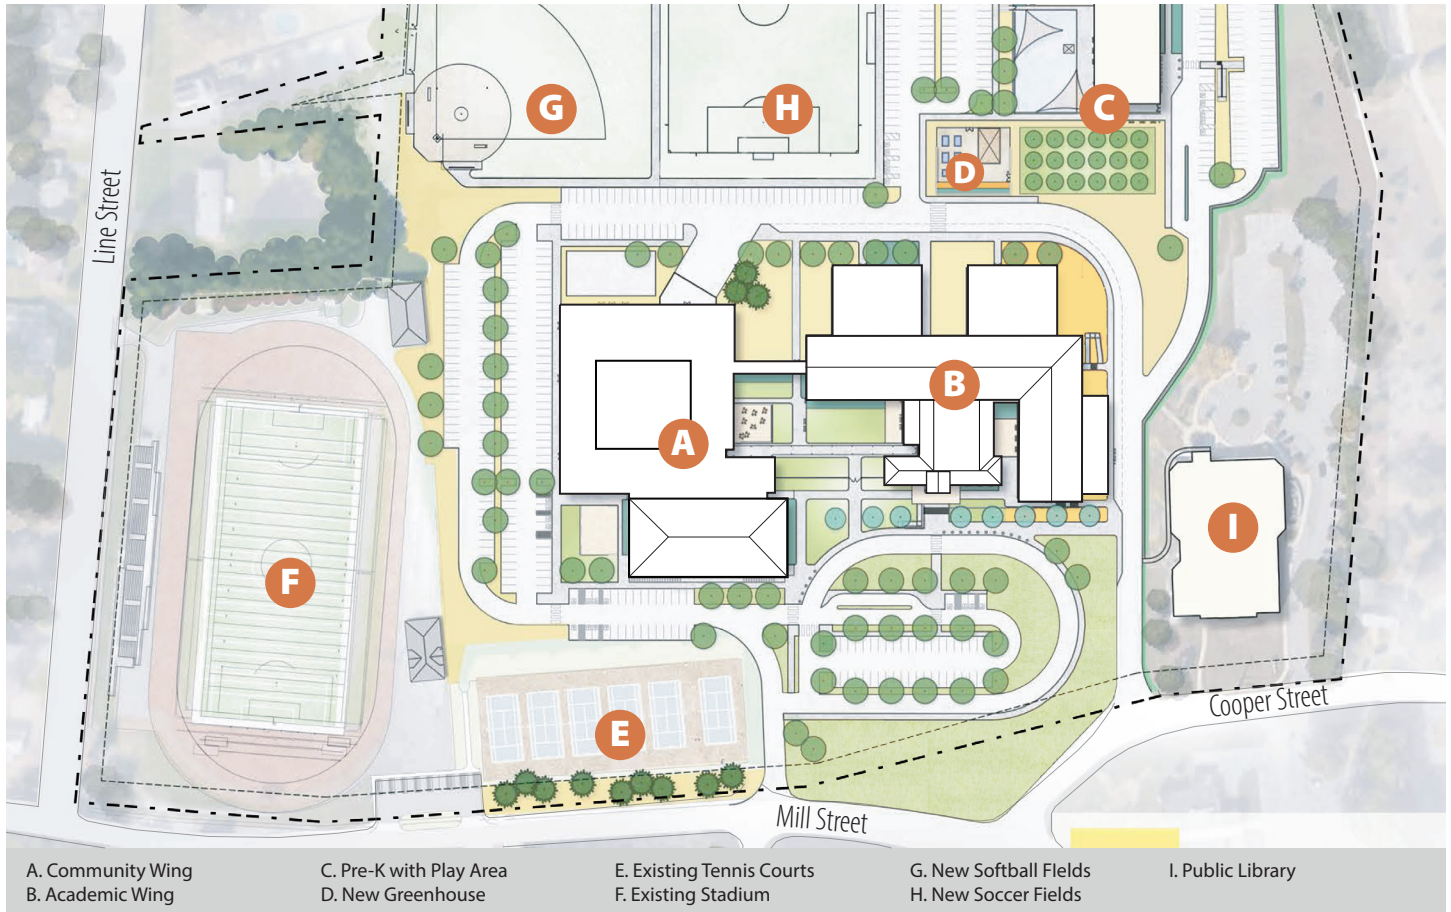 G
H
C
D
Line Street
B
A
I
F
E
Cooper Street
Mill Street
A. Community Wing
B. Academic Wing
C. Pre-K with Play Area
D. New Greenhouse
E. Existing Tennis Courts
F. Existing Stadium
G. New Softball FIelds
H. New Soccer Fields
I. Public Library